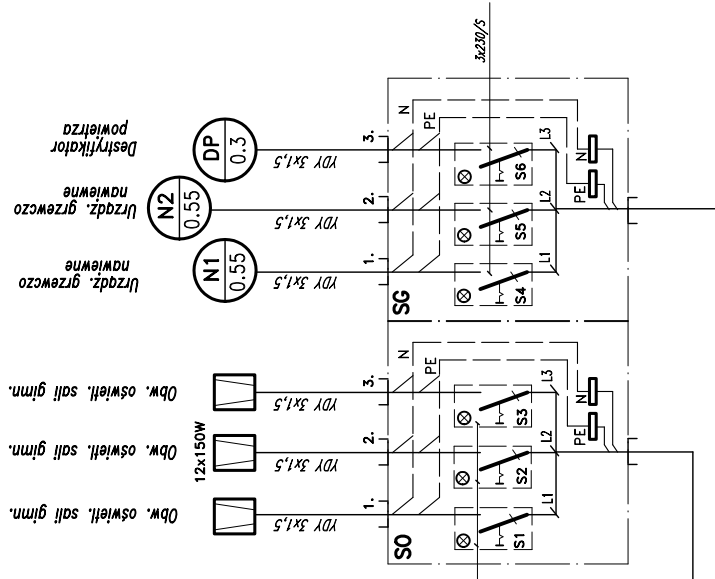 3x230/S
Destryfikator
powietrza
DP
0.3
YDY 3x1,5
3.
N
PE
S6
L3
N
Urządz. grzewczo
nawiewne
N2
0.55
YDY 3x1,5
2.
S5
L2
PE
Urządz. grzewczo
nawiewne
N1
0.55
YDY 3x1,5
1.
SG
S4
L1
Obw. oświetl. sali gimn.
YDY 3x1,5
3.
N
PE
S3
L3
N
Obw. oświetl. sali gimn.
12x150W
YDY 3x1,5
2.
S2
L2
PE
Obw. oświetl. sali gimn.
YDY 3x1,5
1.
SO
S1
L1